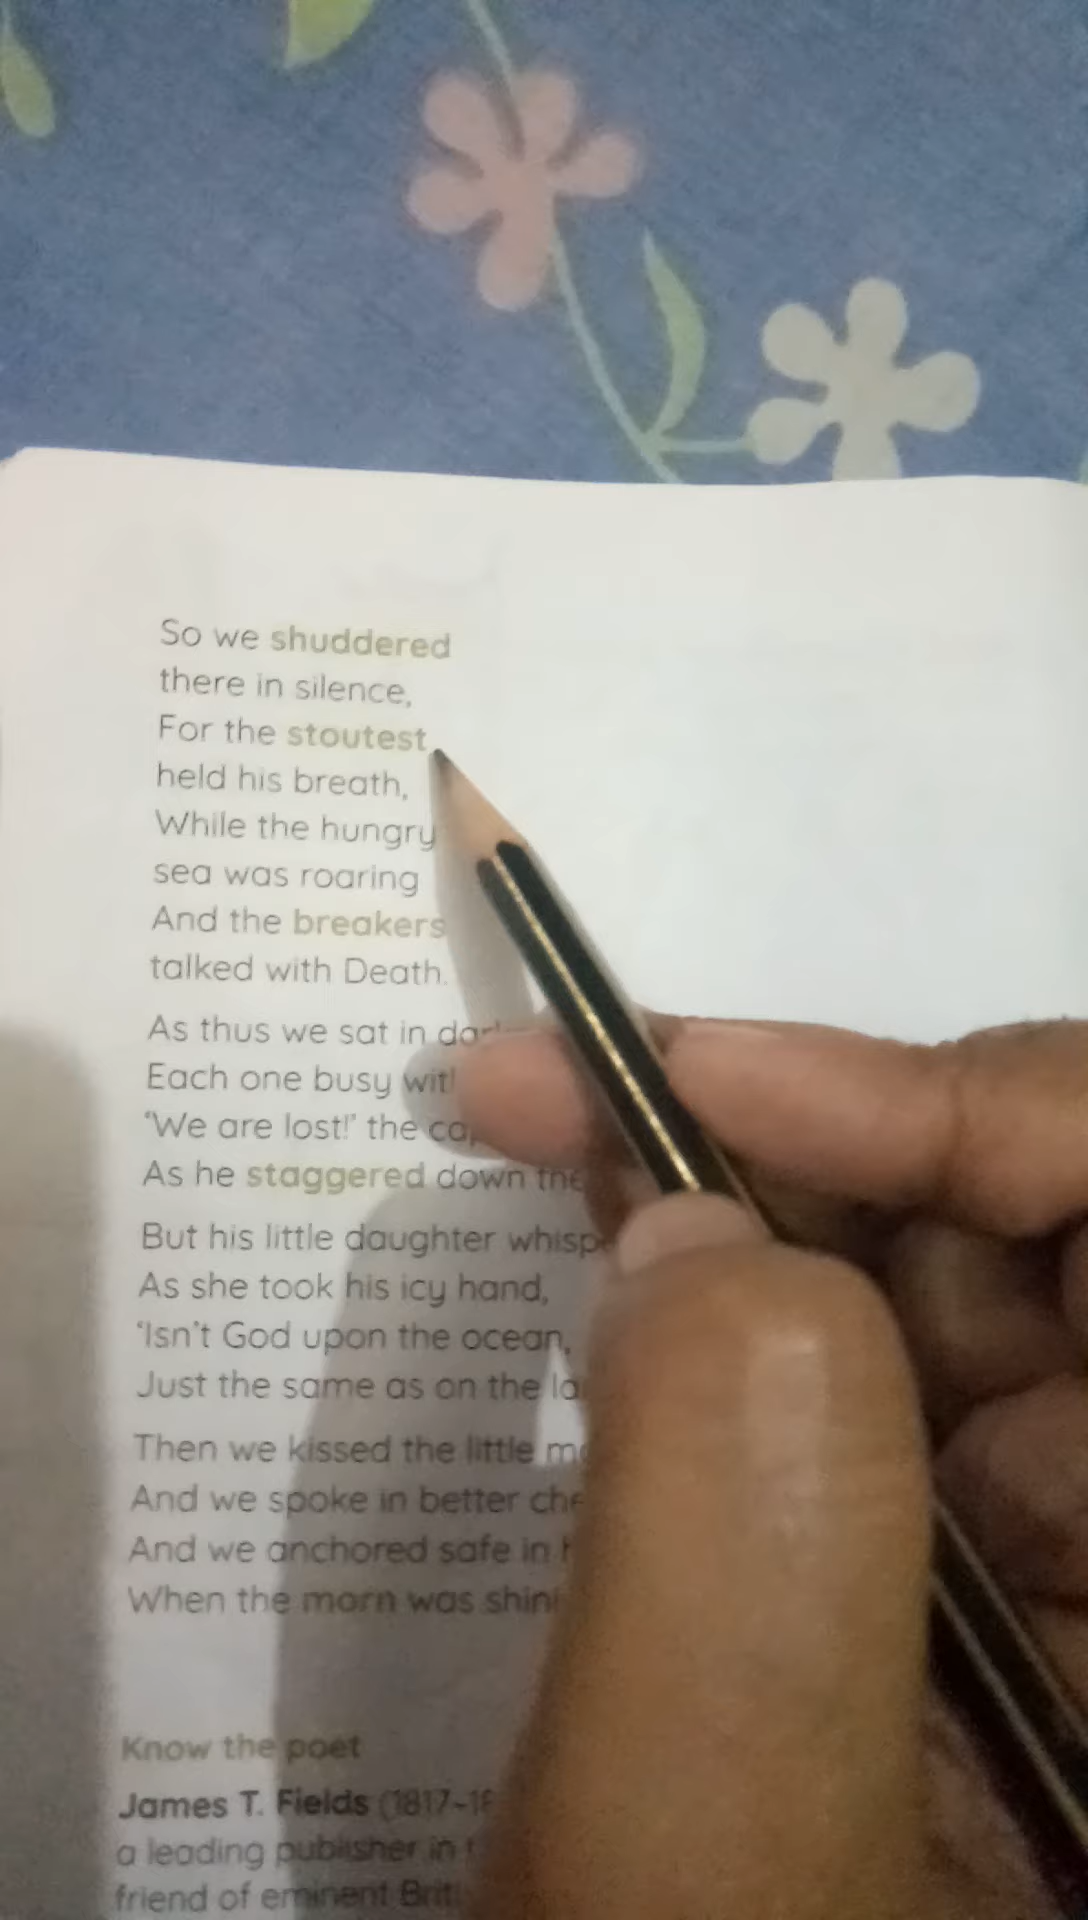 So we shuddered
there in silence,
For the stoutest
held his breath,
While the hungry
sea was roaring
And the breakers
talked with Death.
As thus we sat in
Each one busy
'We are lost!' the
As he staggered down
But his little daughter
As she took his icy hand,
'Isn't God upon the ocean,
Just the same as on the
Then we kissed the little
And we spoke in better
And we anchored safe in
When the morn was
Know the poet
James T. Fields (1817-
a leading publisher in
friend of eminent